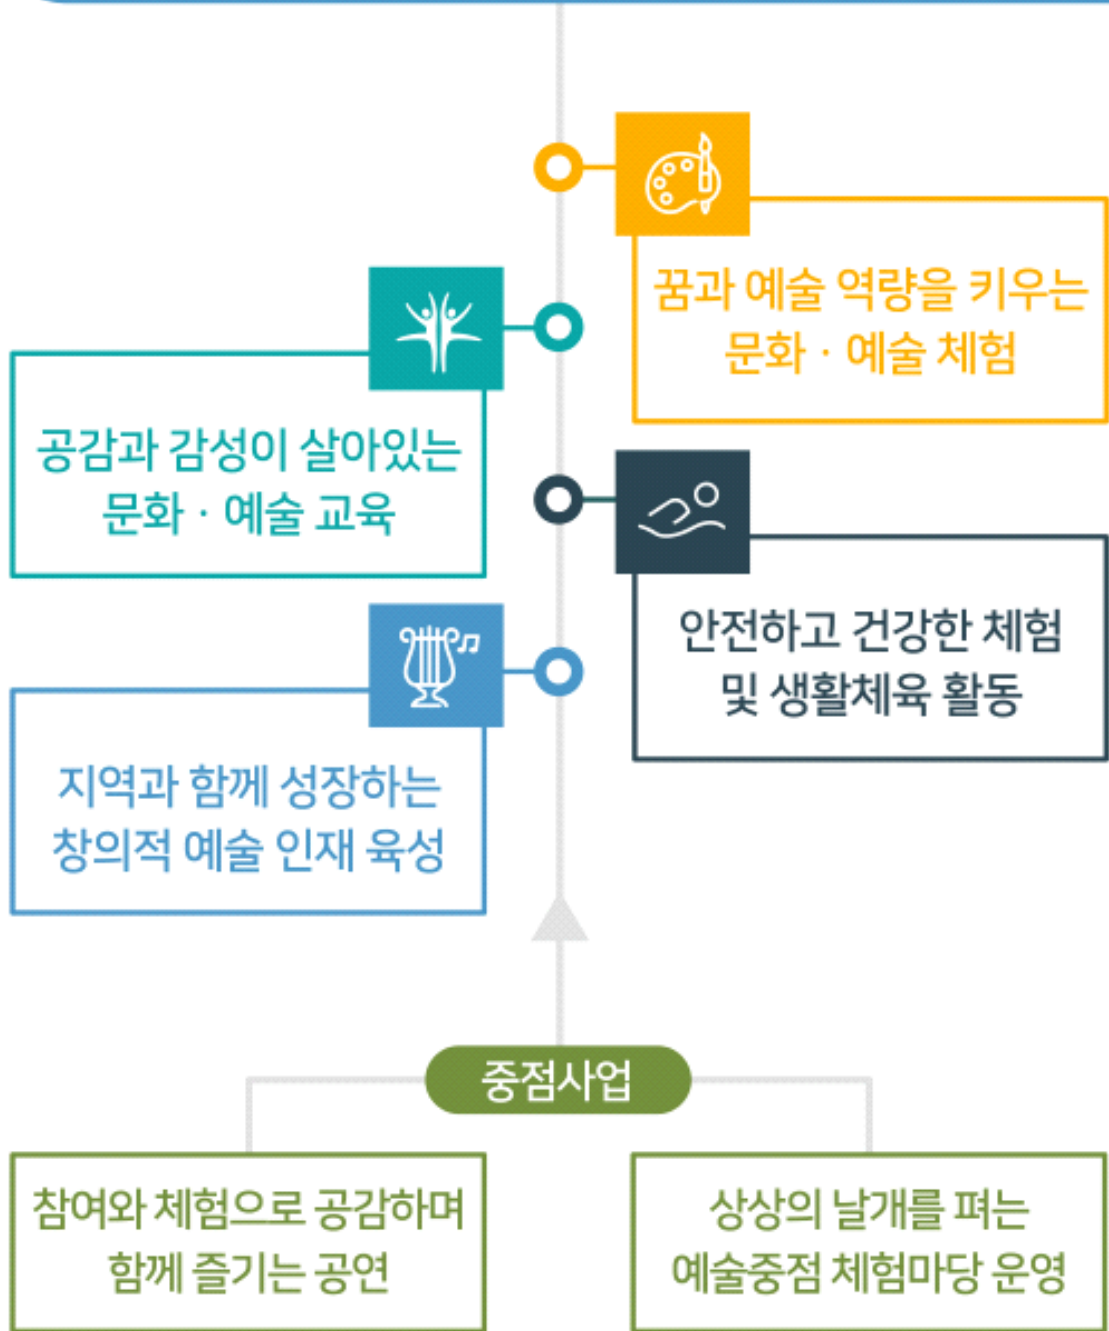 꿈과 예술 역량을 키우는
문화 · 예술 체험
공감과 감성이 살아있는
문화 · 예술 교육
안전하고 건강한 체험
및 생활체육 활동
지역과 함께 성장하는
창의적 예술 인재 육성
중점사업
참여와 체험으로 공감하며
함께 즐기는 공연
상상의 날개를 펴는
예술중점 체험마당 운영